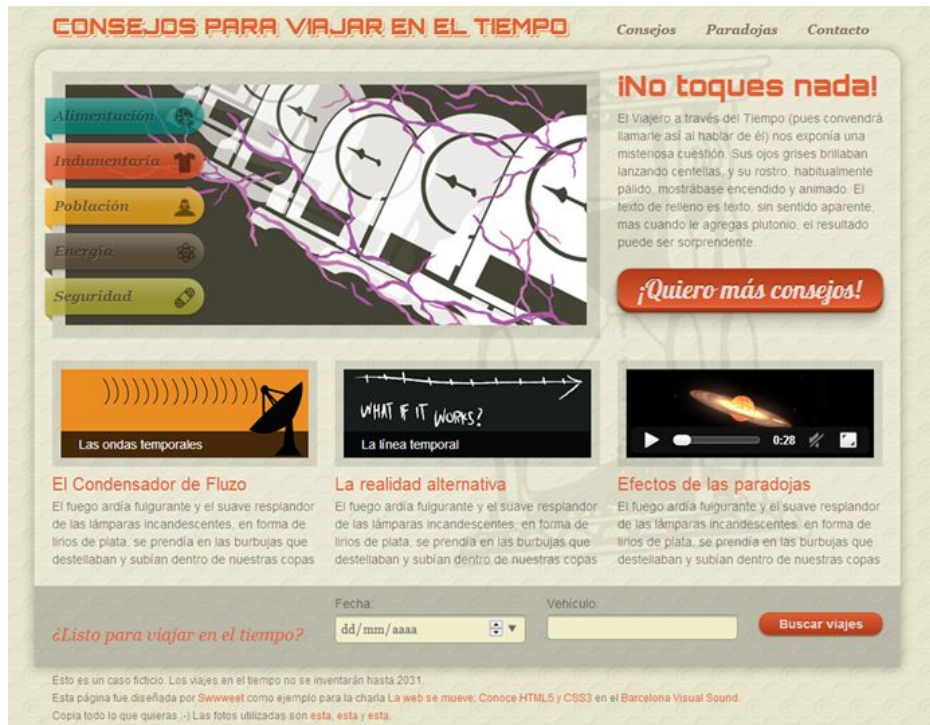 CONSEJOS PARA VIAJAR EN EL TIEMPO
Consejos Paradojas Contacto
Alimentación
Indumentaria
Población
Energía
Seguridad
¡No toques nada!
El Viajero a través del Tiempo (pues convendrá
llamarle así al hablar de él) nos exponía una
misteriosa cuestión. Sus ojos grises brillaban
lanzando centellas, y su rostro, habitualmente
pálido, mostrábase encendido y animado. El
texto de relleno es texto, sin sentido aparente,
mas cuando le agregas plutonio, el resultado
puede ser sorprendente.
¡Quiero más consejos!
Las ondas temporales
El Condensador de Fluzo
El fuego ardía fulgurante y el suave resplandor
de las lámparas incandescentes, en forma de
lirios de plata, se prendía en las burbujas que
destellaban y subían dentro de nuestras copas
WHAT IF IT WORKS?
La línea temporal
La realidad alternativa
El fuego ardía fulgurante y el suave resplandor
de las lámparas incandescentes, en forma de
lirios de plata, se prendía en las burbujas que
destellaban y subían dentro de nuestras copas
0:28
Efectos de las paradojas
El fuego ardía fulgurante y el suave resplandor
de las lámparas incandescentes, en forma de
lirios de plata, se prendía en las burbujas que
destellaban y subían dentro de nuestras copas
¿Listo para viajar en el tiempo?
Fecha:
dd/mm/aaaa
Vehículo:
Buscar viajes
Esto es un caso ficticio. Los viajes en el tiempo no se inventarán hasta 2031.
Esta página fue diseñada por Swwweet como ejemplo para la charla La web se mueve: Conoce HTML5 y CSS3 en el Barcelona Visual Sound.
Copia todo lo que quieras :-) Las fotos utilizadas son esta, esta y esta.